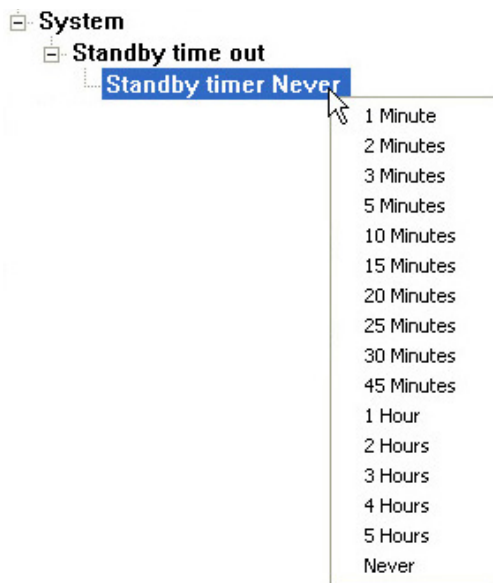 System
Standby time out
Standby timer Never
1 Minute
2 Minutes
3 Minutes
5 Minutes
10 Minutes
15 Minutes
20 Minutes
25 Minutes
30 Minutes
45 Minutes
1 Hour
2 Hours
3 Hours
4 Hours
5 Hours
Never